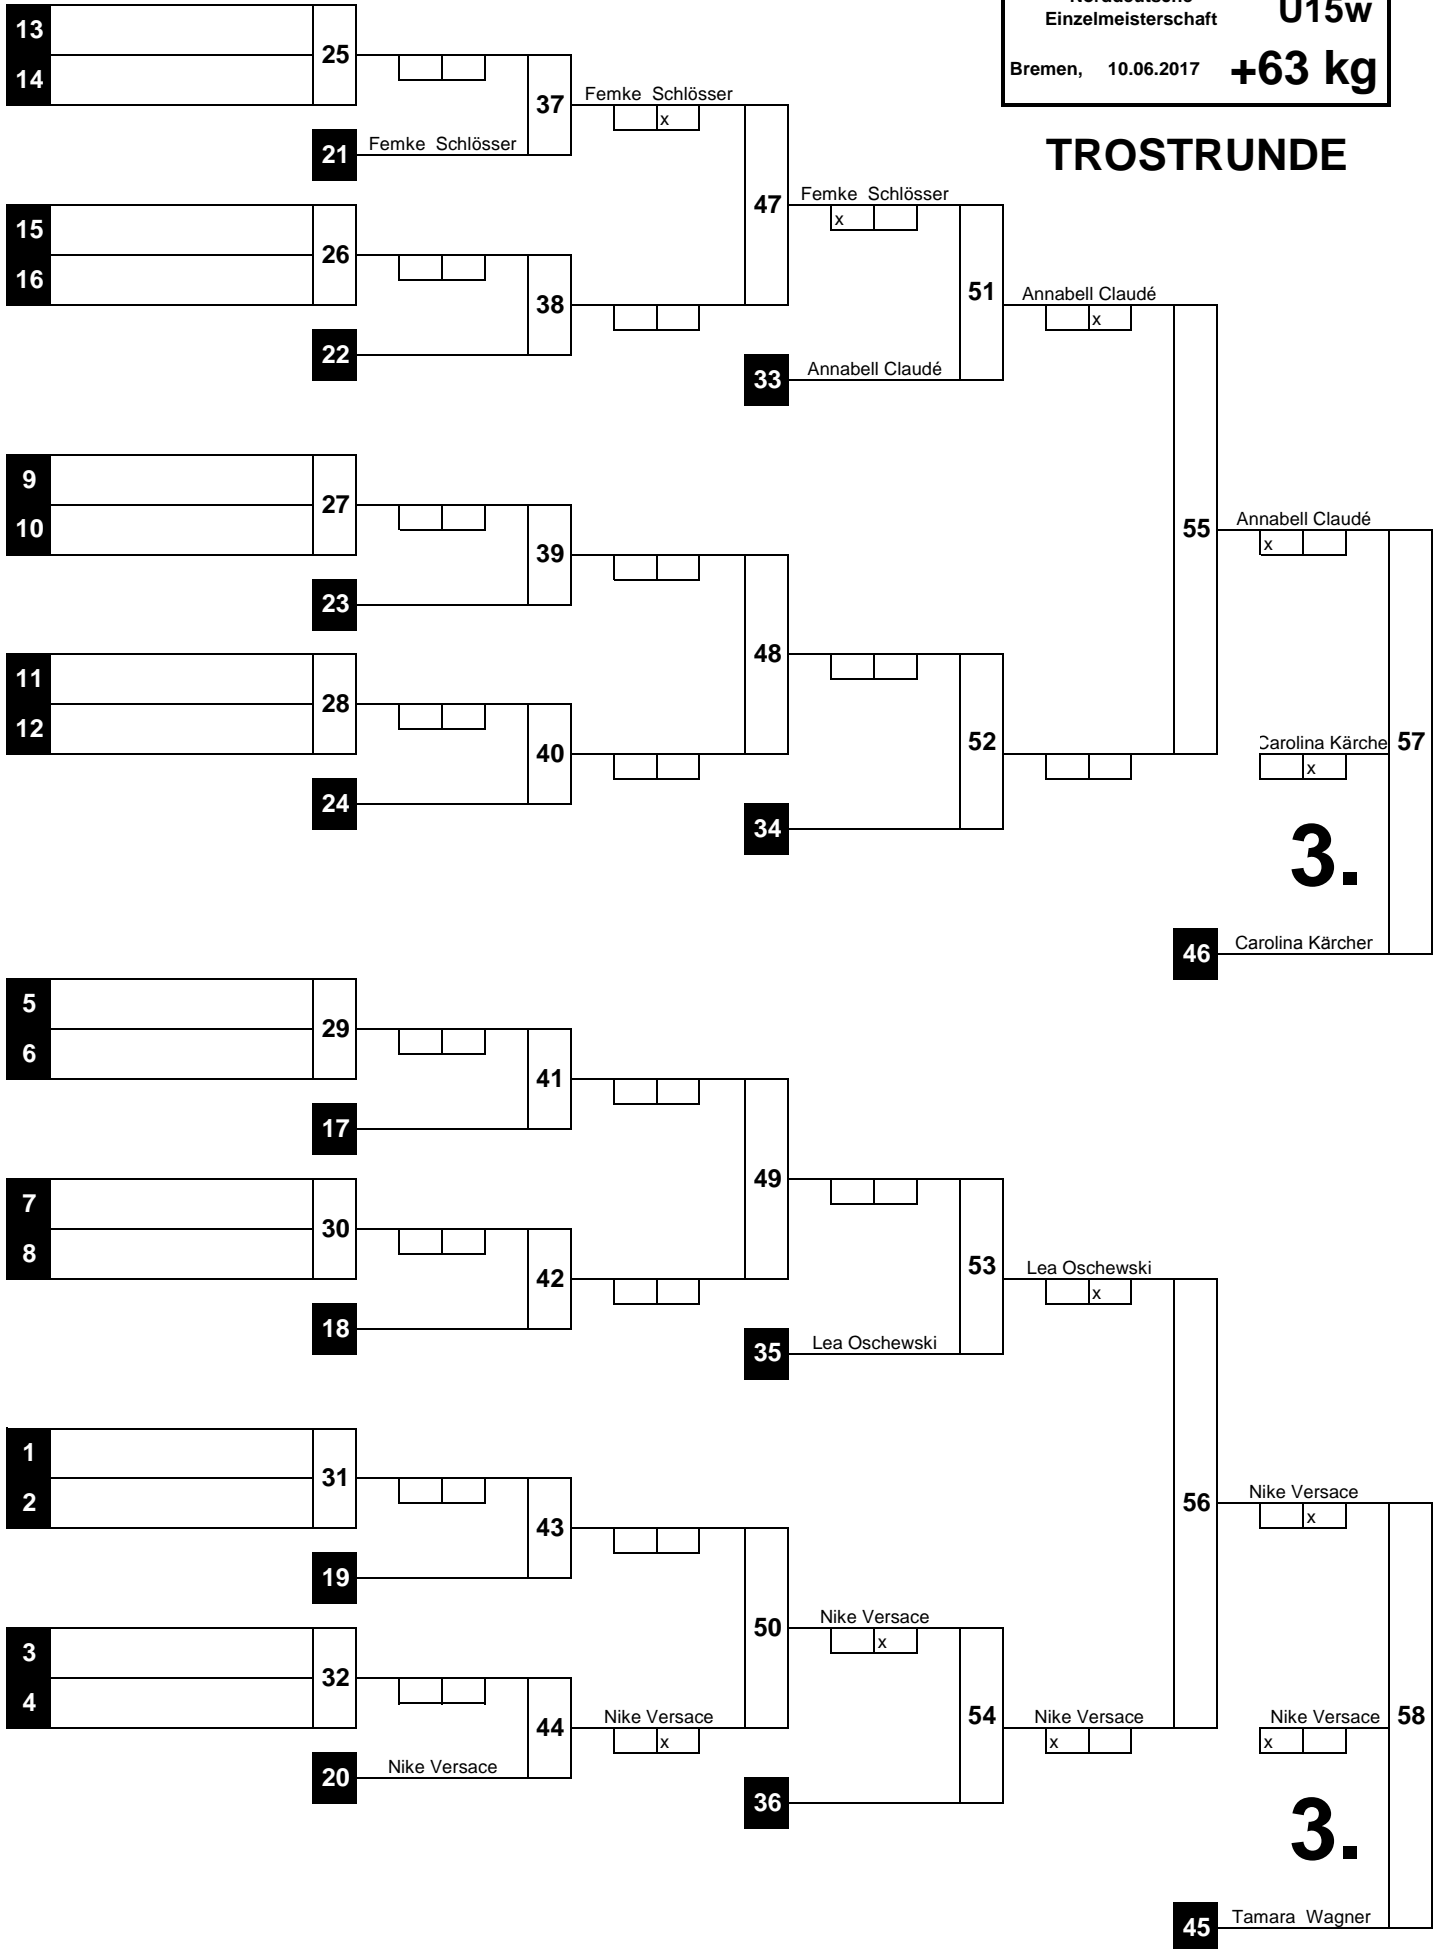 Norddeutsche
Einzelmeisterschaft
U15w
Bremen, 10.06.2017
+63 kg
TROSTRUNDE
13
14
25
37
Femke Schlösser
x
21
Femke Schlösser
47
Femke Schlösser
x
15
16
26
38
22
51
Annabell Claudé
x
33
Annabell Claudé
9
10
27
39
23
55
Annabell Claudé
x
11
12
28
40
48
24
52
34
Carolina Kärche
x
57
3.
46
Carolina Kärcher
5
6
29
41
17
49
7
8
30
42
18
53
Lea Oschewski
x
35
Lea Oschewski
1
2
31
43
19
56
Nike Versace
x
3
4
32
44
Nike Versace
x
20
Nike Versace
50
Nike Versace
x
54
Nike Versace
x
36
Nike Versace
x
58
3.
45
Tamara Wagner